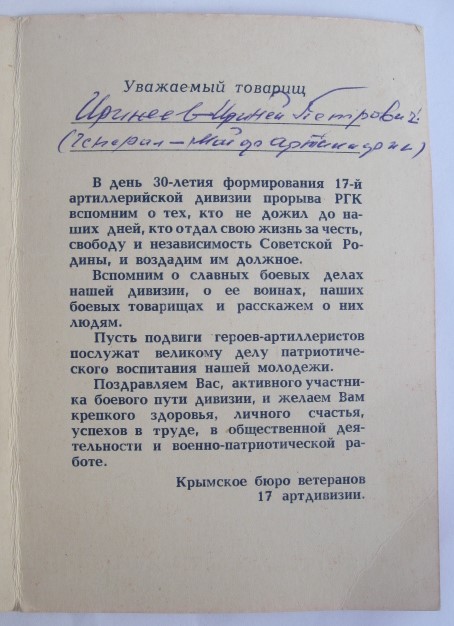 Уважаемый товарищ
Иринеев Ириней Петрович
(Генерал-майор артиллерии)
В день 30-летия формирования 17-й
артиллерийской дивизии прорыва РГК
вспомним о тех, кто не дожил до на-
ших дней, кто отдал свою жизнь за честь,
свободу и независимость Советской Ро-
дины, и воздадим им должное.
Вспомним о славных боевых делах
нашей дивизии, о ее воинах, наших
боевых товарищах и расскажем о них
людям.
Пусть подвиги героев-артиллеристов
послужат великому делу патриотиче-
ского воспитания нашей молодежи.
Поздравляем Вас, активного участни-
ка боевого пути дивизии, и желаем Вам
крепкого здоровья, личного счастья,
успехов в труде, в общественной дея-
тельности и военно-патриотической ра-
боте.
Крымское бюро ветеранов
17 артдивизии.